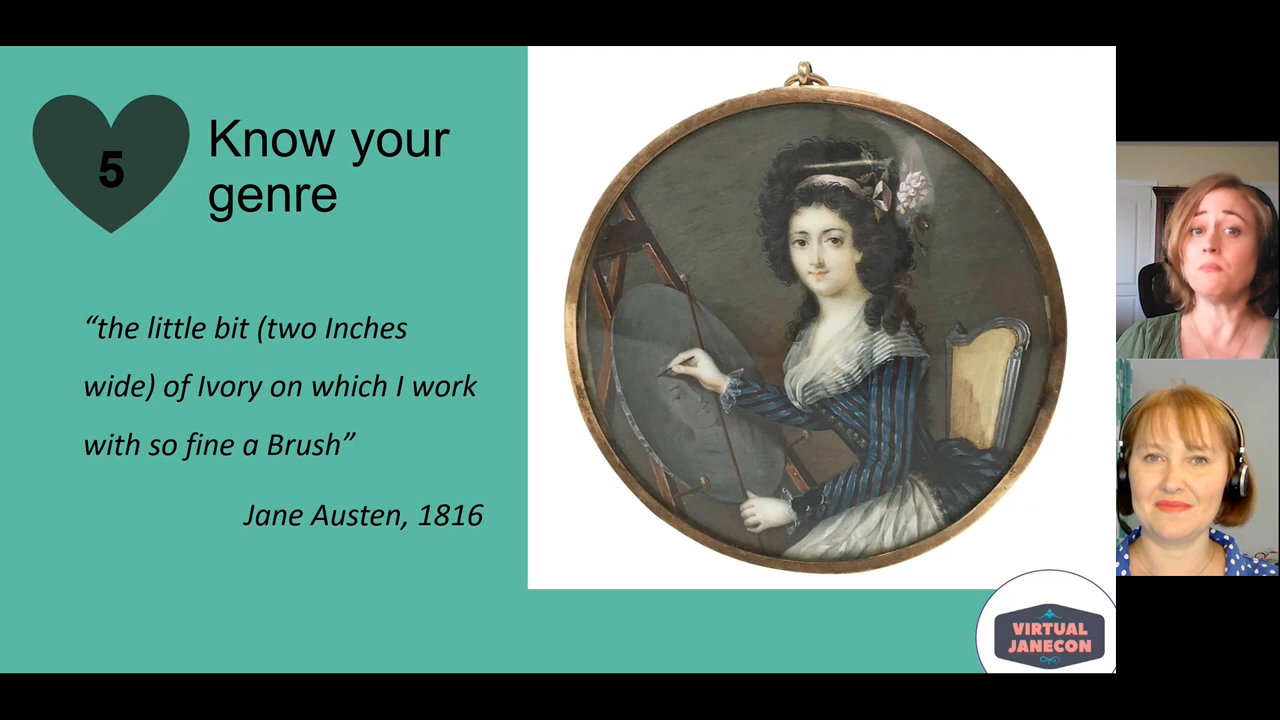 5
Know your
genre
“the little bit (two Inches
wide) of Ivory on which I work
with so fine a Brush”
Jane Austen, 1816
VIRTUAL
JANECON